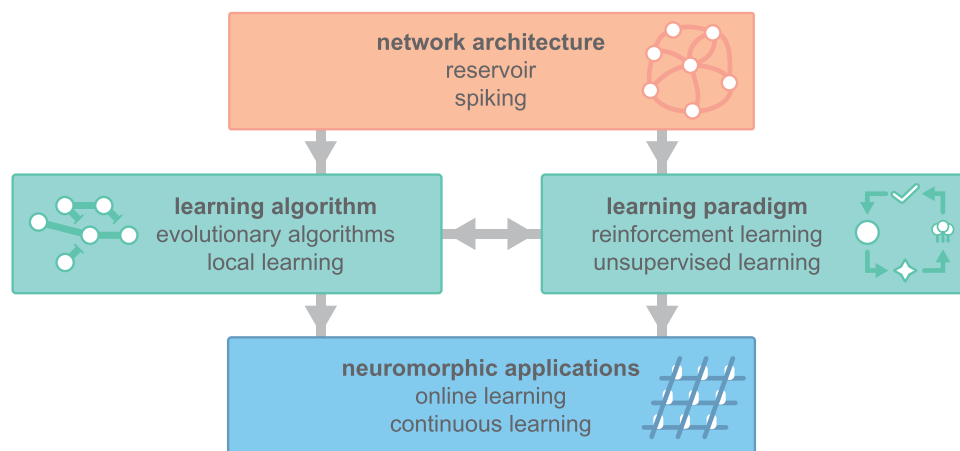 network architecture
reservoir
spiking
learning algorithm
evolutionary algorithms
local learning
learning paradigm
reinforcement learning
unsupervised learning
neuromorphic applications
online learning
continuous learning